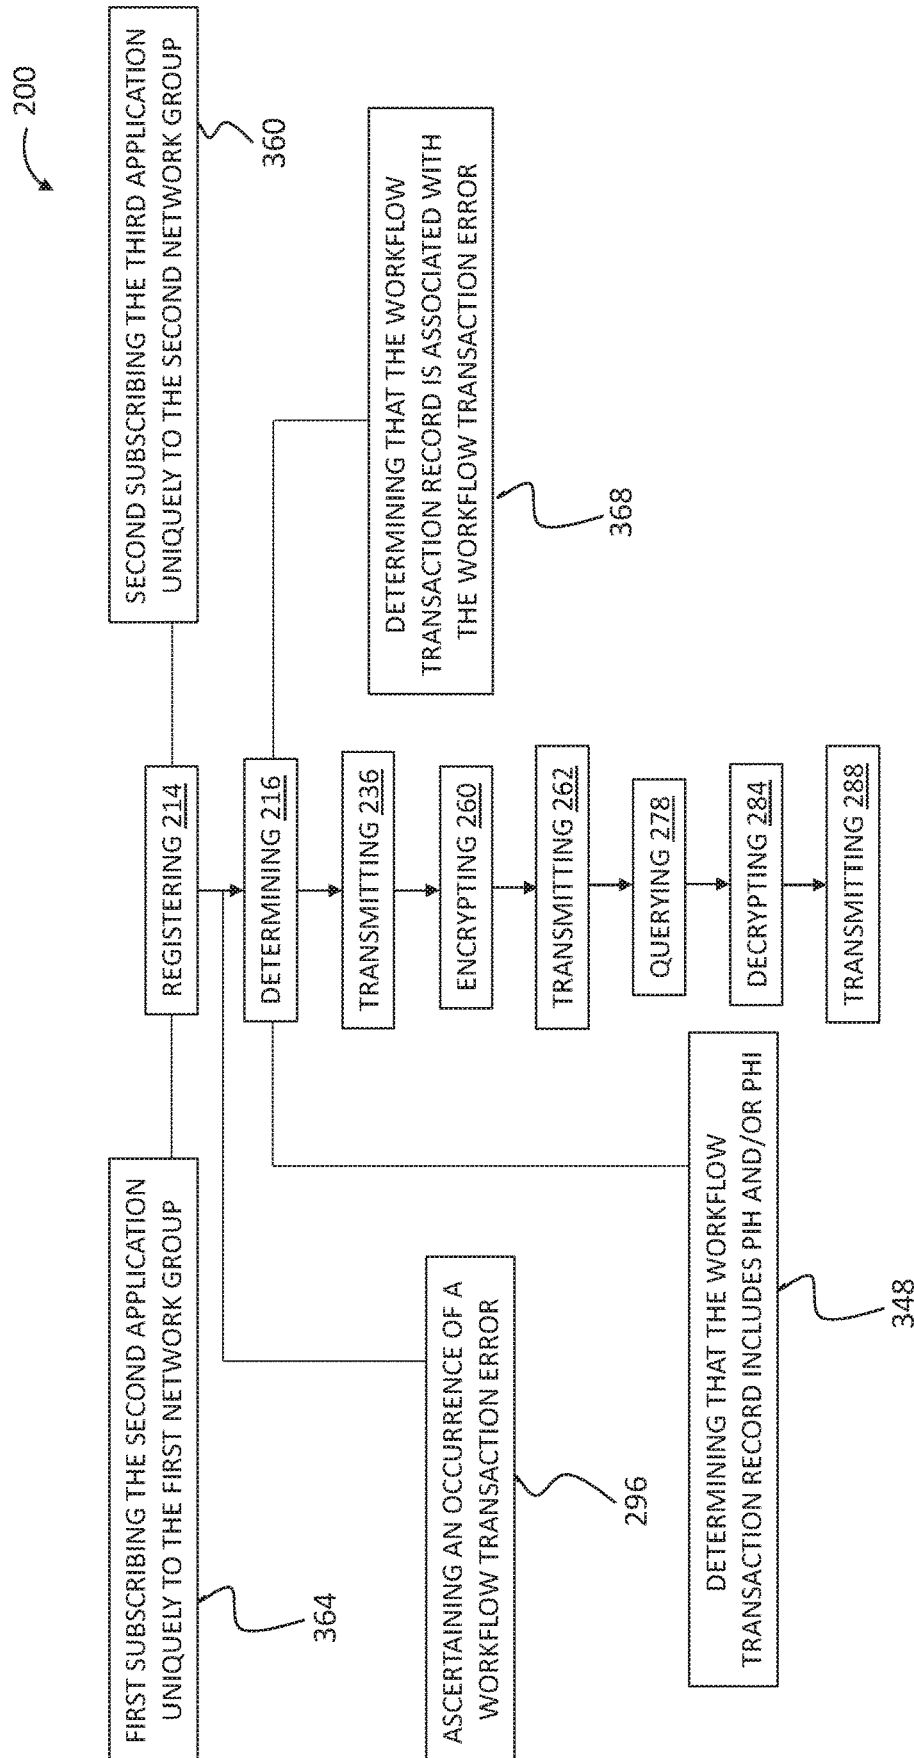 200
FIRST SUBSCRIBING THE SECOND APPLICATION
UNIQUELY TO THE FIRST NETWORK GROUP
364
REGISTERING 214
SECOND SUBSCRIBING THE THIRD APPLICATION
UNIQUELY TO THE SECOND NETWORK GROUP
360
DETERMINING 216
ASCERTAINING AN OCCURRENCE OF A
WORKFLOW TRANSACTION ERROR
296
TRANSMITTING 236
DETERMINING THAT THE WORKFLOW
TRANSACTION RECORD IS ASSOCIATED WITH
THE WORKFLOW TRANSACTION ERROR
368
ENCRYPTING 260
TRANSMITTING 262
QUERYING 278
DETERMINING THAT THE WORKFLOW
TRANSACTION RECORD INCLUDES PIH AND/OR PHI
348
DECRYPTING 284
TRANSMITTING 288